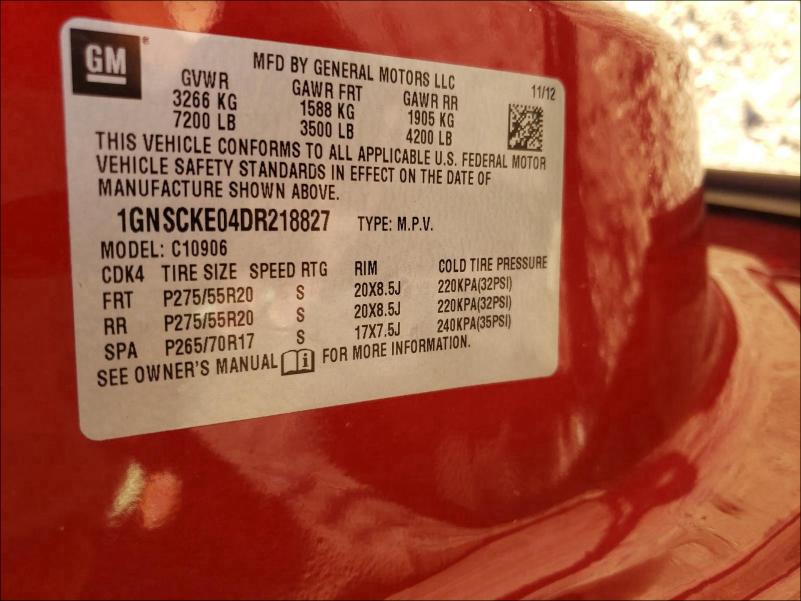 GM
MFD BY GENERAL MOTORS LLC
11/12
GVWR GAWR FRT GAWR RR
3266 KG 1588 KG 1905 KG
7200 LB 3500 LB 4200 LB
THIS VEHICLE CONFORMS TO ALL APPLICABLE U.S. FEDERAL MOTOR
VEHICLE SAFETY STANDARDS IN EFFECT ON THE DATE OF
MANUFACTURE SHOWN ABOVE.
1GNSCKE04DR218827 TYPE: M.P.V.
MODEL: C10906
CDK4 TIRE SIZE SPEED RTG RIM COLD TIRE PRESSURE
FRT P275/55R20 S 20X8.5J 220KPA(32PSI)
RR P275/55R20 S 20X8.5J 220KPA(32PSI)
SPA P265/70R17 S 17X7.5J 240KPA(35PSI)
SEE OWNER'S MANUAL i FOR MORE INFORMATION.